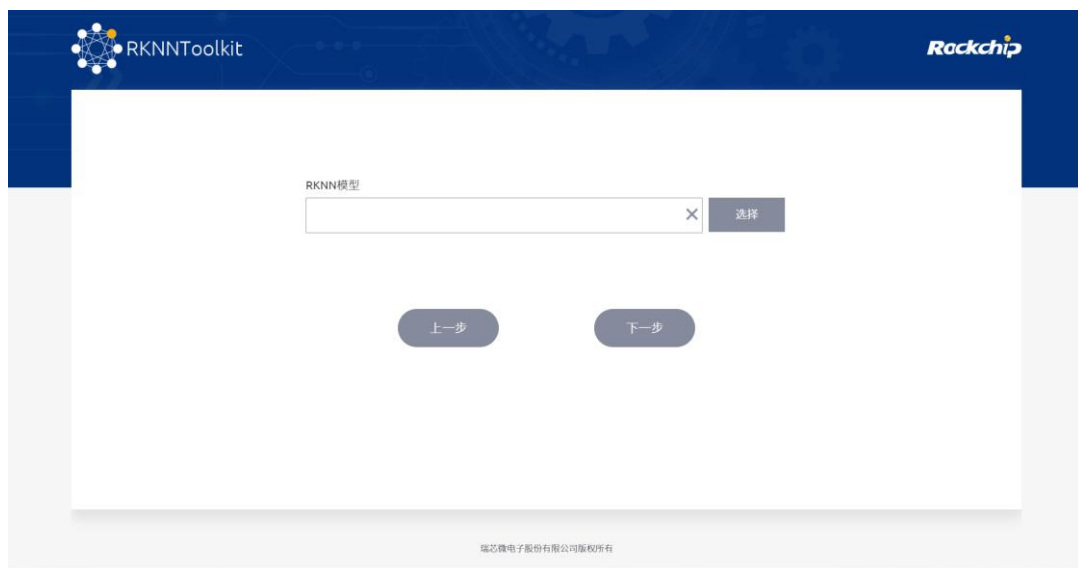 RKNNToolkit
Rockchip
RKNN模型
选择
上一步
下一步
瑞芯微电子股份有限公司版权所有